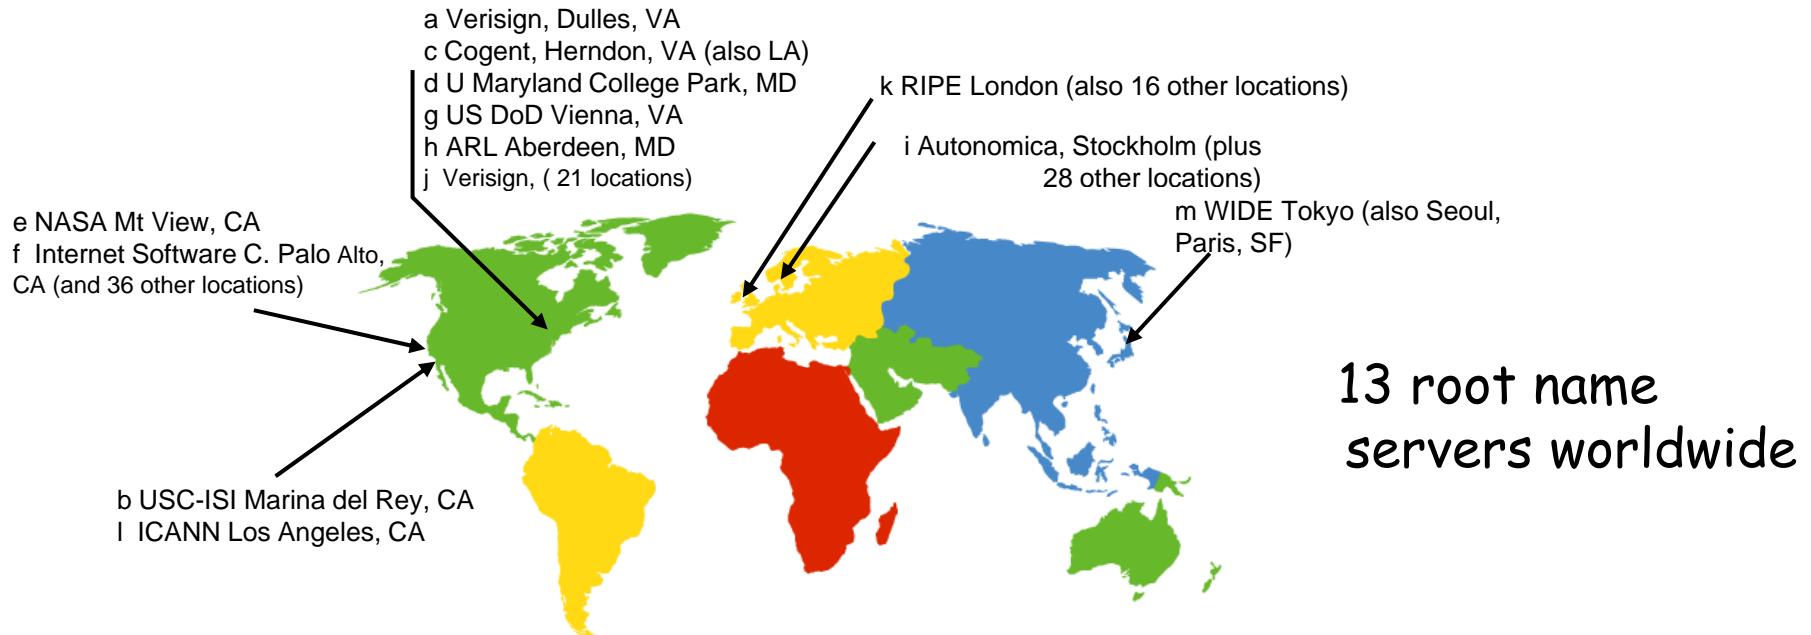 a Verisign, Dulles, VA
c Cogent, Herndon, VA (also LA)
d U Maryland College Park, MD
g US DoD Vienna, VA
h ARL Aberdeen, MD
j Verisign, ( 21 locations)
k RIPE London (also 16 other locations)
i Autonomica, Stockholm (plus
28 other locations)
m WIDE Tokyo (also Seoul,
Paris, SF)
e NASA Mt View, CA
f Internet Software C. Palo Alto,
CA (and 36 other locations)
13 root name
servers worldwide
b USC-ISI Marina del Rey, CA
l ICANN Los Angeles, CA